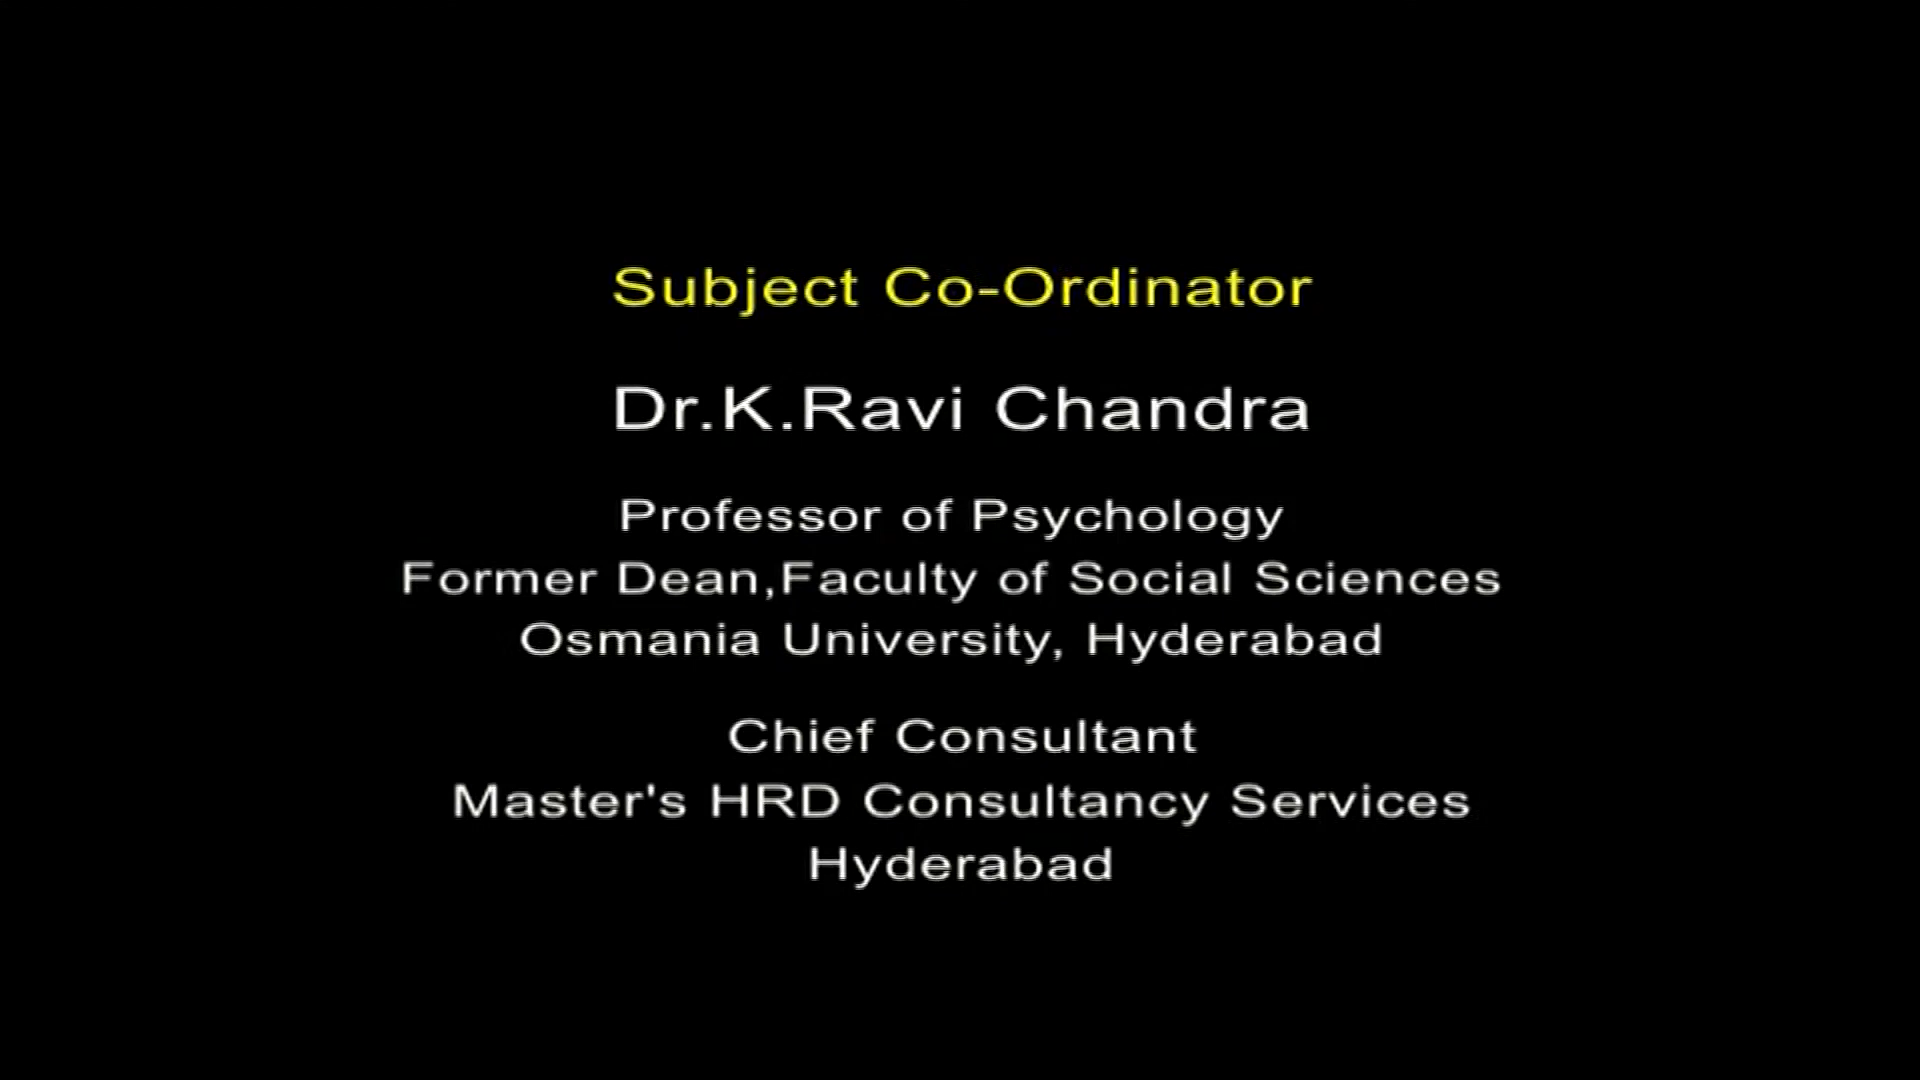 Subject Co-Ordinator
Dr.K.Ravi Chandra
Professor of Psychology
Former Dean,Faculty of Social Sciences
Osmania University, Hyderabad
Chief Consultant
Master's HRD Consultancy Services
Hyderabad